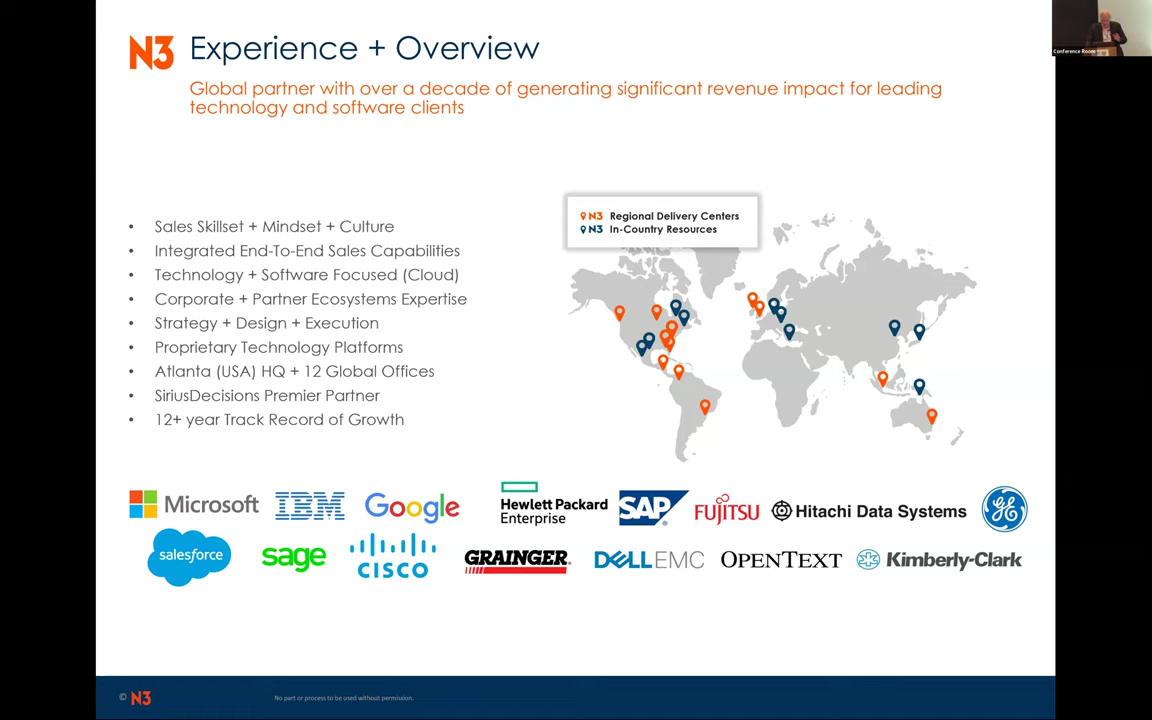 N3 Experience + Overview
Global partner with over a decade of generating significant revenue impact for leading
technology and software clients
• Sales Skillset + Mindset + Culture
• Integrated End-To-End Sales Capabilities
• Technology + Software Focused (Cloud)
• Corporate + Partner Ecosystems Expertise
• Strategy + Design + Execution
• Proprietary Technology Platforms
• Atlanta (USA) HQ + 12 Global Offices
• SiriusDecisions Premier Partner
• 12+ year Track Record of Growth
N3 Regional Delivery Centers
N3 In-Country Resources
Microsoft
IBM
Google
Hewlett Packard
Enterprise
SAP
FUJITSU
Hitachi Data Systems
GE
salesforce
sage
CISCO
GRAINGER
DELLEMC
OPENTEXT
Kimberly-Clark
© N3
No part or process to be used without permission.
Conference Room